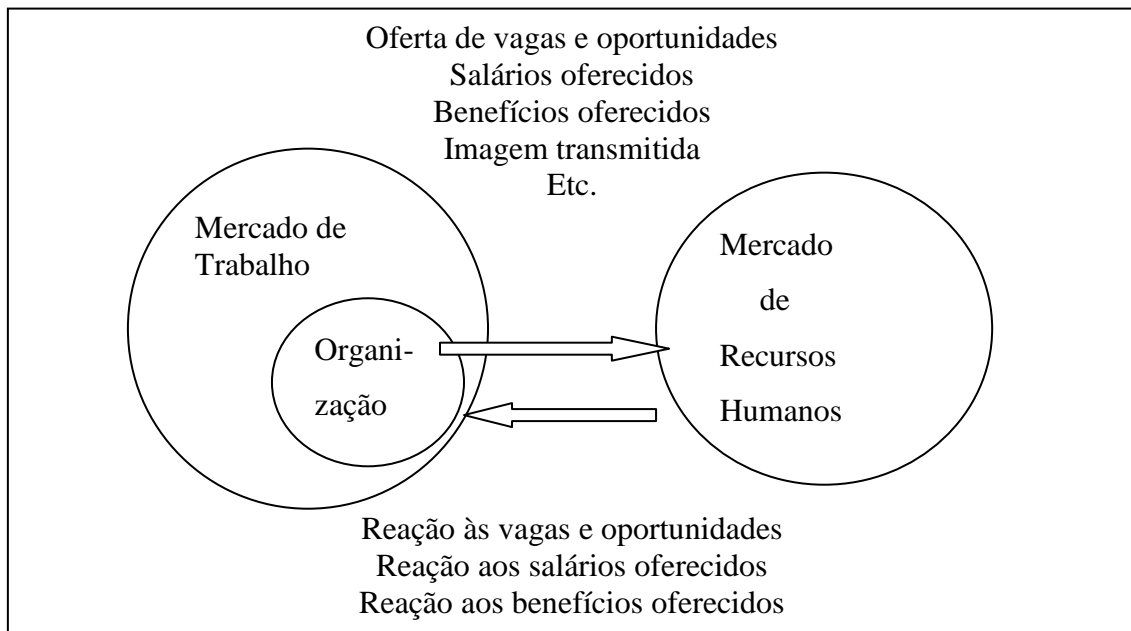 Oferta de vagas e oportunidades
Salários oferecidos
Benefícios oferecidos
Imagem transmitida
Etc.
Mercado de
Trabalho
Organi-
zação
Mercado
de
Recursos
Humanos
Reação às vagas e oportunidades
Reação aos salários oferecidos
Reação aos benefícios oferecidos